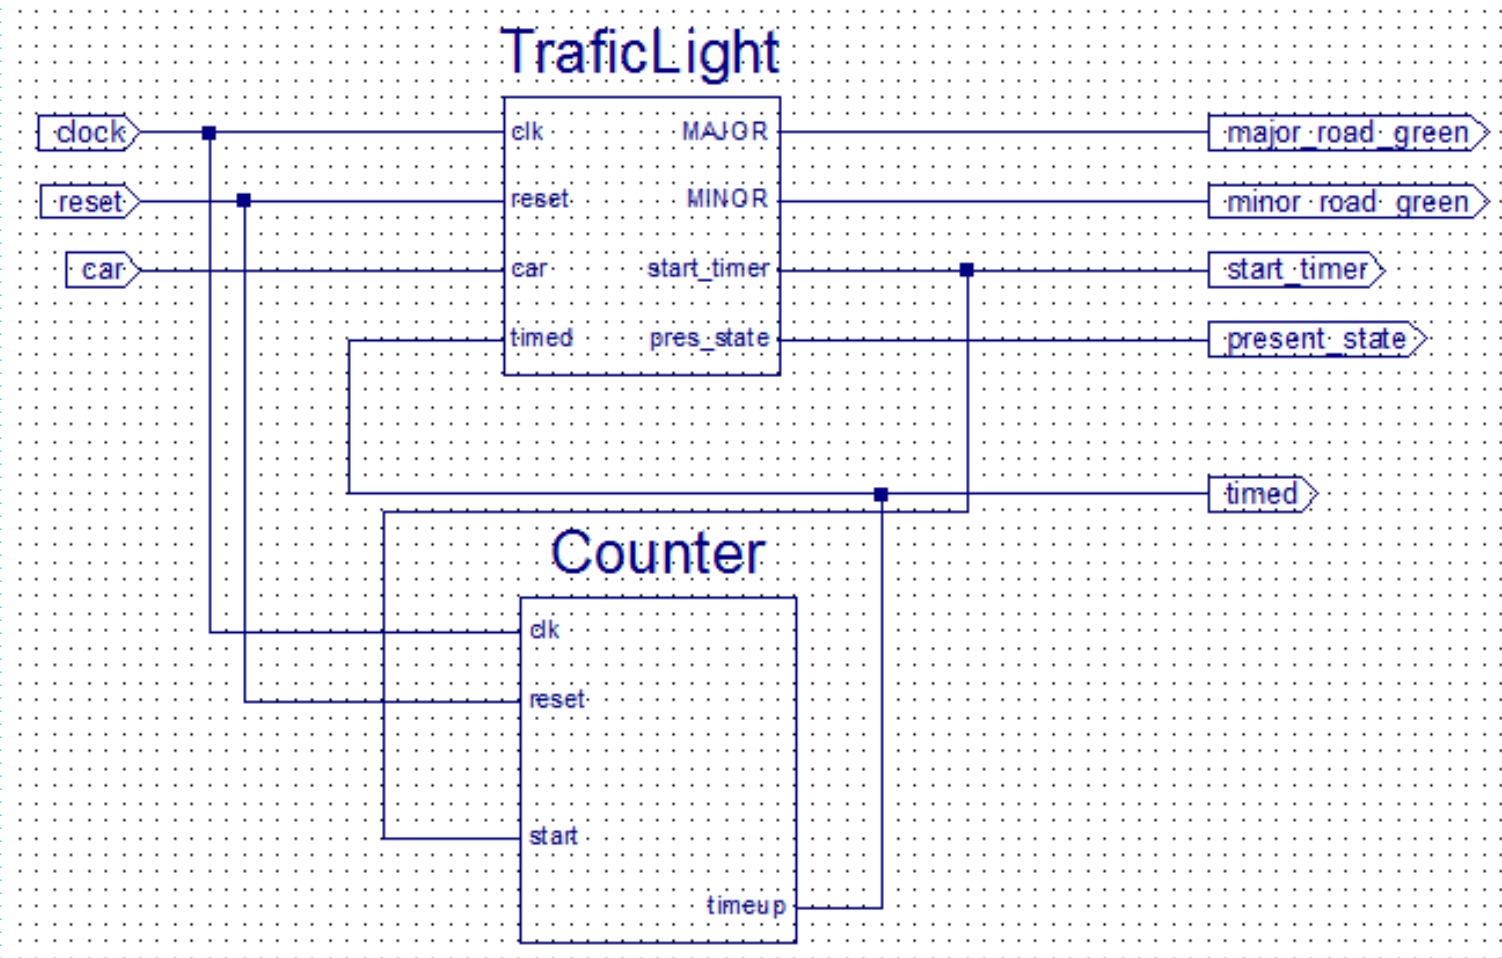 TraficLight
clock clk MAJOR major_road_green
reset reset MINOR minor_road_green
car car start_timer start_timer
timed pres_state present_state
timed
Counter
clk
reset
start
timeup